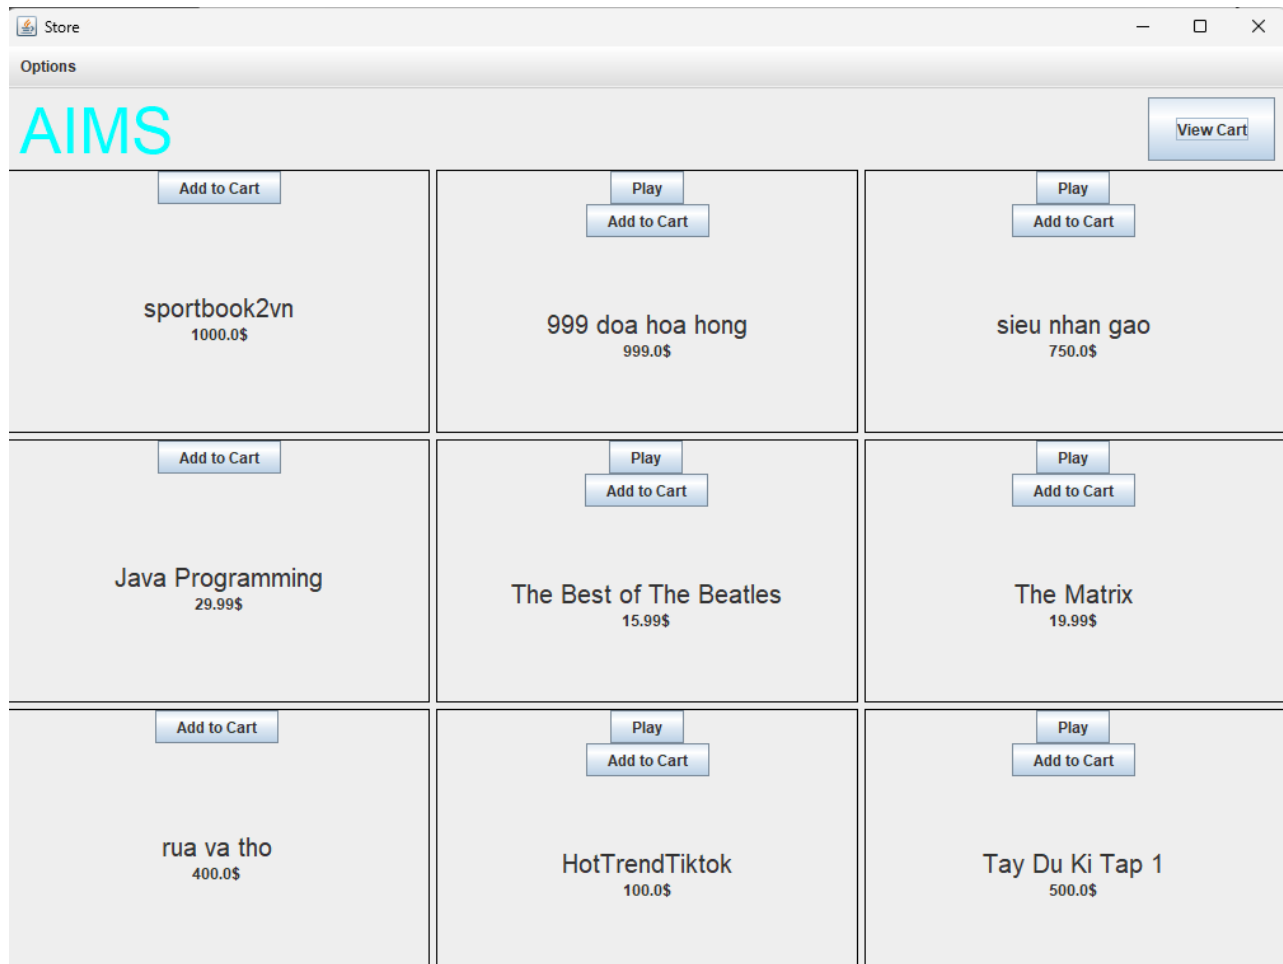 Store
Options
AIMS
View Cart
Add to Cart
sportbook2vn
1000.0$
Play
Add to Cart
999 doa hoa hong
999.0$
Play
Add to Cart
sieu nhan gao
750.0$
Add to Cart
Java Programming
29.99$
Play
Add to Cart
The Best of The Beatles
15.99$
Play
Add to Cart
The Matrix
19.99$
Add to Cart
rua va tho
400.0$
Play
Add to Cart
HotTrendTiktok
100.0$
Play
Add to Cart
Tay Du Ki Tap 1
500.0$